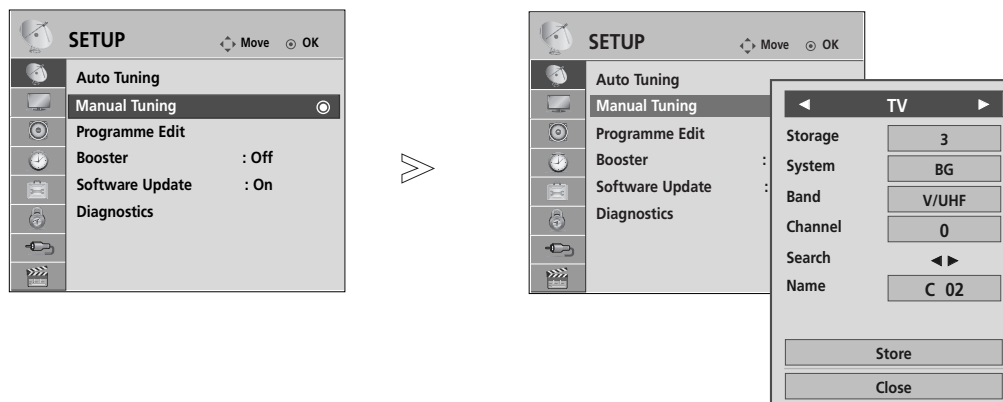 SETUP Move OK
Auto Tuning
Manual Tuning
Programme Edit
Booster : Off
Software Update : On
Diagnostics
SETUP Move OK
Auto Tuning
Manual Tuning
Programme Edit
Booster :
Software Update :
Diagnostics
◄ TV ►
Storage 3
System BG
Band V/UHF
Channel 0
Search ◄ ►
Name C 02
Store
Close